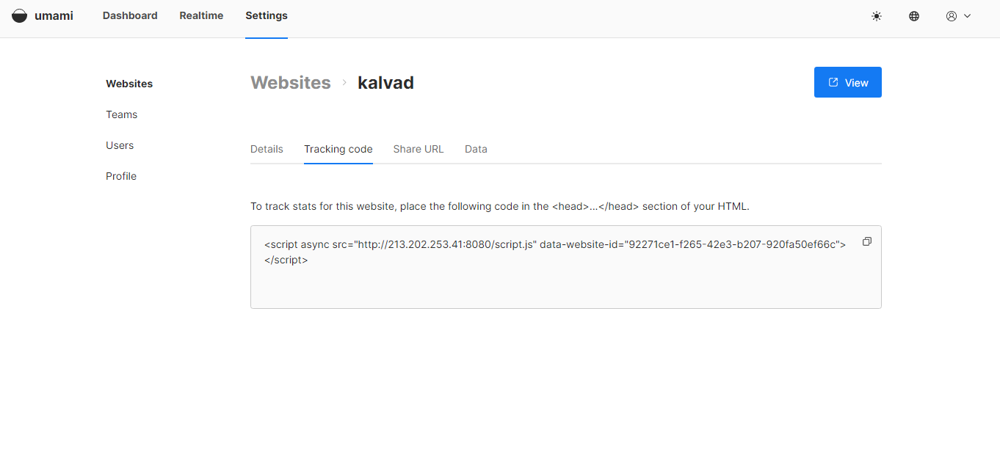 umami
Dashboard
Realtime
Settings
Websites
Teams
Users
Profile
Websites
kalvad
View
Details
Tracking code
Share URL
Data
To track stats for this website, place the following code in the <head>...</head> section of your HTML.
<script async src="http://213.202.253.41:8080/script.js" data-website-id="92271ce1-f265-42e3-b207-920fa50ef66c">
</script>